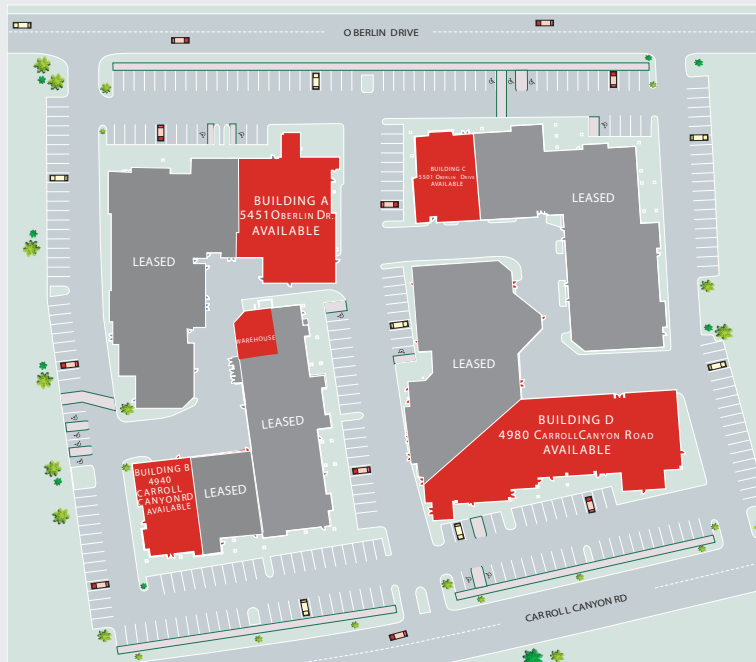 OBERLIN DRIVE
BUILDING C
5501 OBERLIN DRIVE
AVAILABLE
LEASED
BUILDING A
5451 OBERLIN DR.
AVAILABLE
LEASED
WAREHOUSE
LEASED
LEASED
BUILDING D
4980 CARROLL CANYON ROAD
AVAILABLE
BUILDING B
4940
CARROLL
CANYON RD
AVAILABLE
LEASED
CARROLL CANYON RD